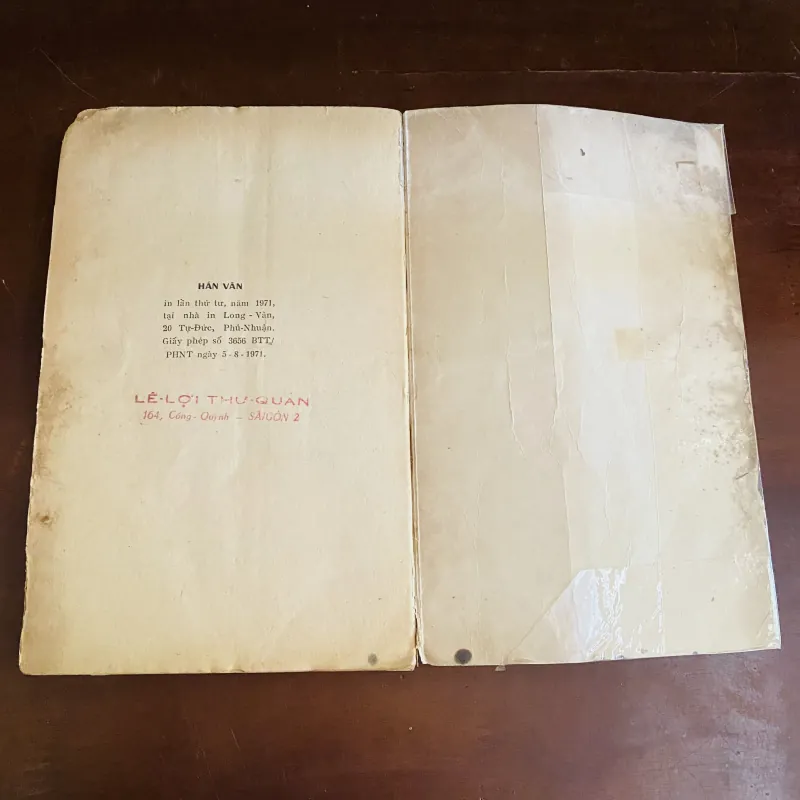 HÁN VĂN
in lần thứ tư, năm 1971,
tại nhà in Long - Vân,
20 Tự-Đức, Phú-Nhuận.
Giấy phép số 3656 BTT/
PHNT ngày 5 - 8 - 1971.
LÊ-LỢI THƯ-QUÁN
164, Cống-Quỳnh — SÀIGÒN 2